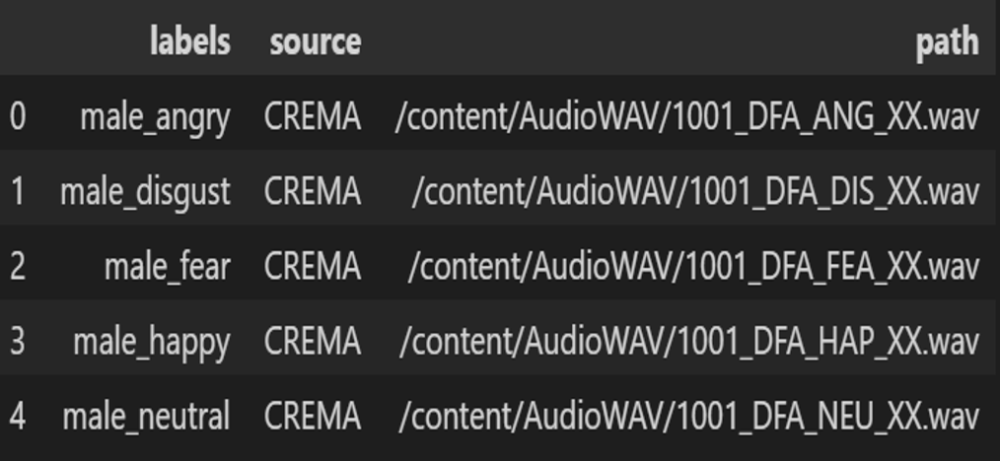 labels source path
0 male_angry CREMA /content/AudioWAV/1001_DFA_ANG_XX.wav
1 male_disgust CREMA /content/AudioWAV/1001_DFA_DIS_XX.wav
2 male_fear CREMA /content/AudioWAV/1001_DFA_FEA_XX.wav
3 male_happy CREMA /content/AudioWAV/1001_DFA_HAP_XX.wav
4 male_neutral CREMA /content/AudioWAV/1001_DFA_NEU_XX.wav